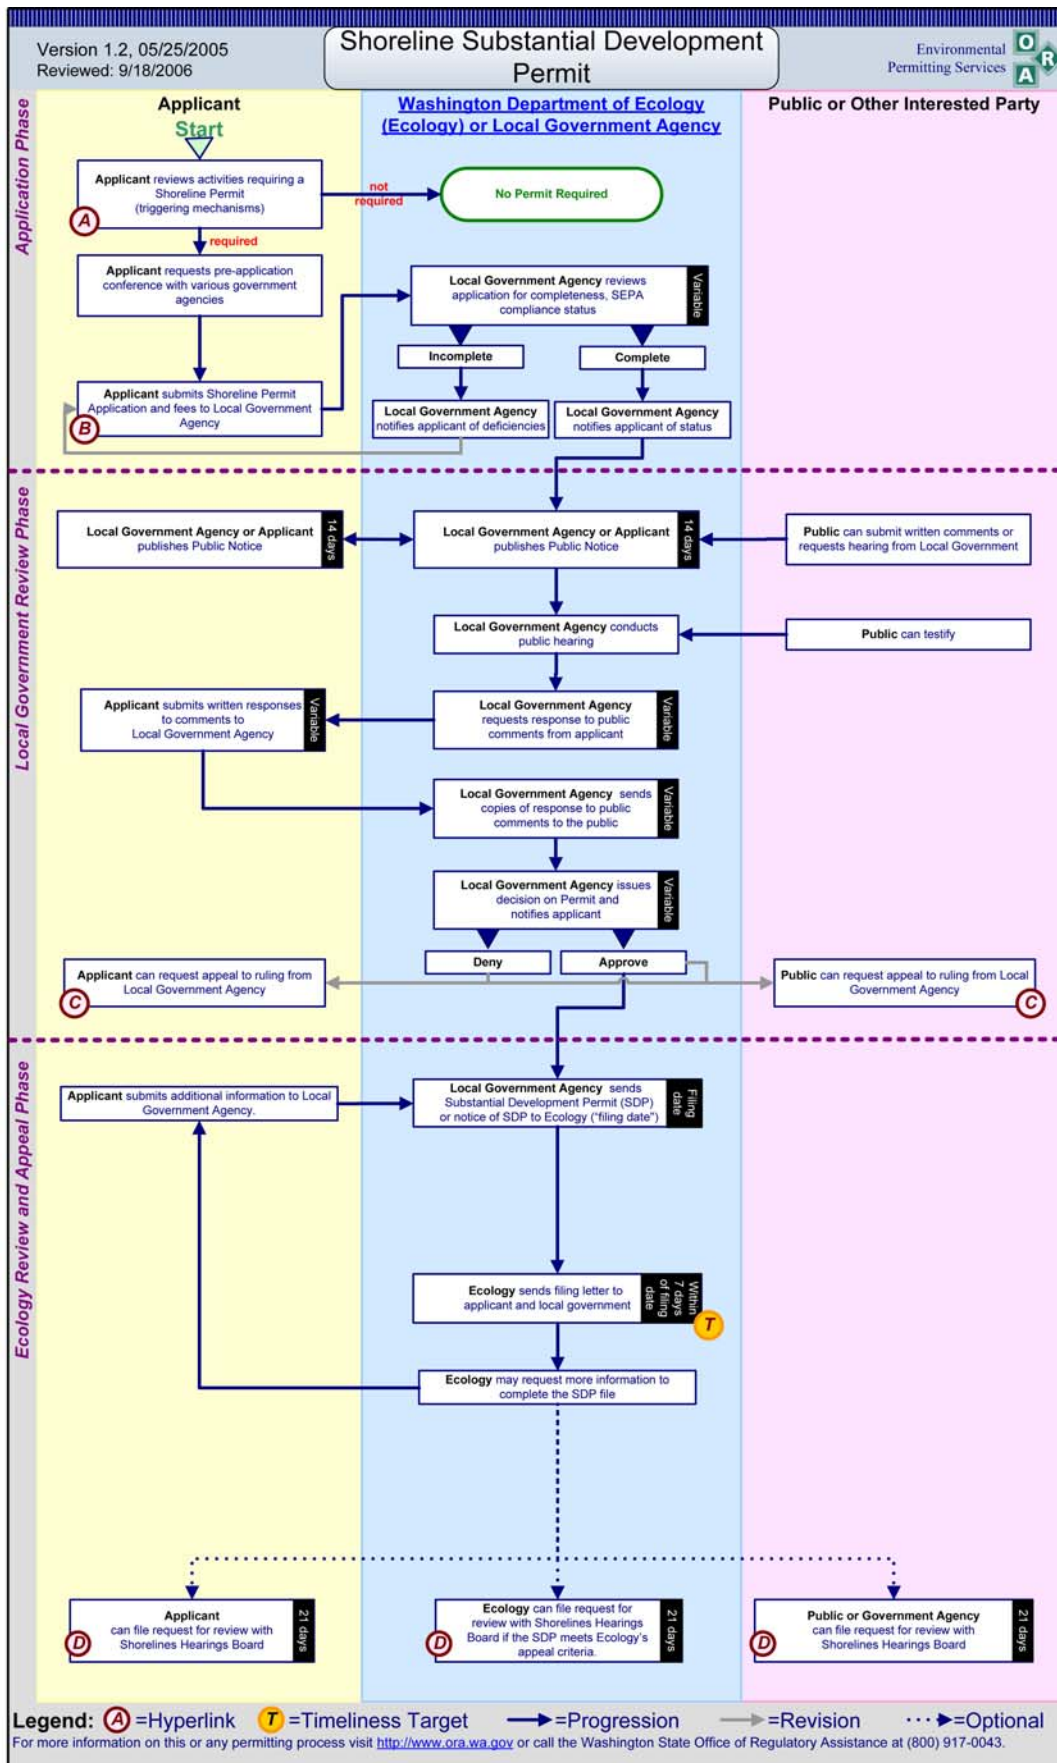 Version 1.2, 05/25/2005
Reviewed: 9/18/2006
Shoreline Substantial Development
Permit
Environmental
Permitting Services
O
R
A
Application Phase
Applicant
Start
Washington Department of Ecology
(Ecology) or Local Government Agency
Public or Other Interested Party
Applicant reviews activities requiring a
Shoreline Permit
(triggering mechanisms)
A
not
required
No Permit Required
required
Applicant requests pre-application
conference with various government
agencies
Local Government Agency reviews
application for completeness, SEPA
compliance status
Variable
Incomplete
Complete
Applicant submits Shoreline Permit
Application and fees to Local Government
Agency
B
Local Government Agency
notifies applicant of deficiencies
Local Government Agency
notifies applicant of status
Local Government Review Phase
Local Government Agency or Applicant
publishes Public Notice
14 days
Local Government Agency or Applicant
publishes Public Notice
14 days
Public can submit written comments or
requests hearing from Local Government
Local Government Agency conducts
public hearing
Public can testify
Applicant submits written responses
to comments to
Local Government Agency
Variable
Local Government Agency
requests response to public
comments from applicant
Variable
Local Government Agency sends
copies of response to public
comments to the public
Variable
Local Government Agency issues
decision on Permit and
notifies applicant
Variable
Deny
Approve
Applicant can request appeal to ruling from
Local Government Agency
C
Public can request appeal to ruling from Local
Government Agency
C
Ecology Review and Appeal Phase
Applicant submits additional information to Local
Government Agency.
Local Government Agency sends
Substantial Development Permit (SDP)
or notice of SDP to Ecology ("filing date")
Filing
date
Ecology sends filing letter to
applicant and local government
Within
7 days
of filing
date
T
Ecology may request more information to
complete the SDP file
Applicant
can file request for review with
Shorelines Hearings Board
21 days
D
Ecology can file request for
review with Shorelines Hearings
Board if the SDP meets Ecology's
appeal criteria.
21 days
D
Public or Government Agency
can file request for review with
Shorelines Hearings Board
21 days
D
Legend: A =Hyperlink T =Timeliness Target =Progression =Revision =Optional
For more information on this or any permitting process visit http://www.ora.wa.gov or call the Washington State Office of Regulatory Assistance at (800) 917-0043.